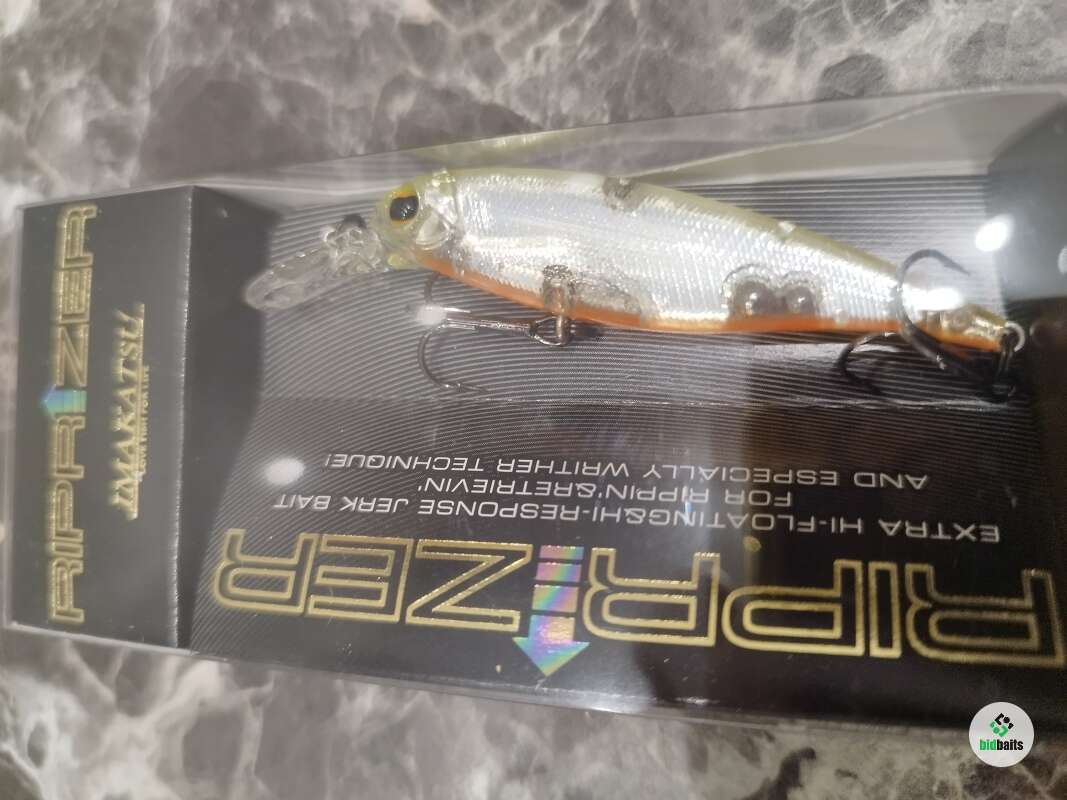 RIPRIZER
IMAKATSU
RIPRIZER
EXTRA HI-FLOATING&HI-RESPONSE JERK BAIT
FOR RIPPIN'&RETRIEVIN'
AND ESPECIALLY WRITHER TECHNIQUE!
bidbaits